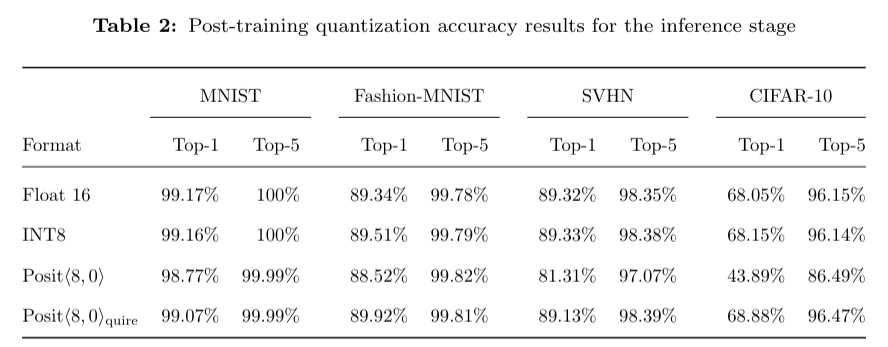 Table 2: Post-training quantization accuracy results for the inference stage
MNIST Fashion-MNIST SVHN CIFAR-10
Format Top-1 Top-5 Top-1 Top-5 Top-1 Top-5 Top-1 Top-5
Float 16 99.17% 100% 89.34% 99.78% 89.32% 98.35% 68.05% 96.15%
INT8 99.16% 100% 89.51% 99.79% 89.33% 98.38% 68.15% 96.14%
Posit⟨8,0⟩ 98.77% 99.99% 88.52% 99.82% 81.31% 97.07% 43.89% 86.49%
Posit⟨8,0⟩quire 99.07% 99.99% 89.92% 99.81% 89.13% 98.39% 68.88% 96.47%